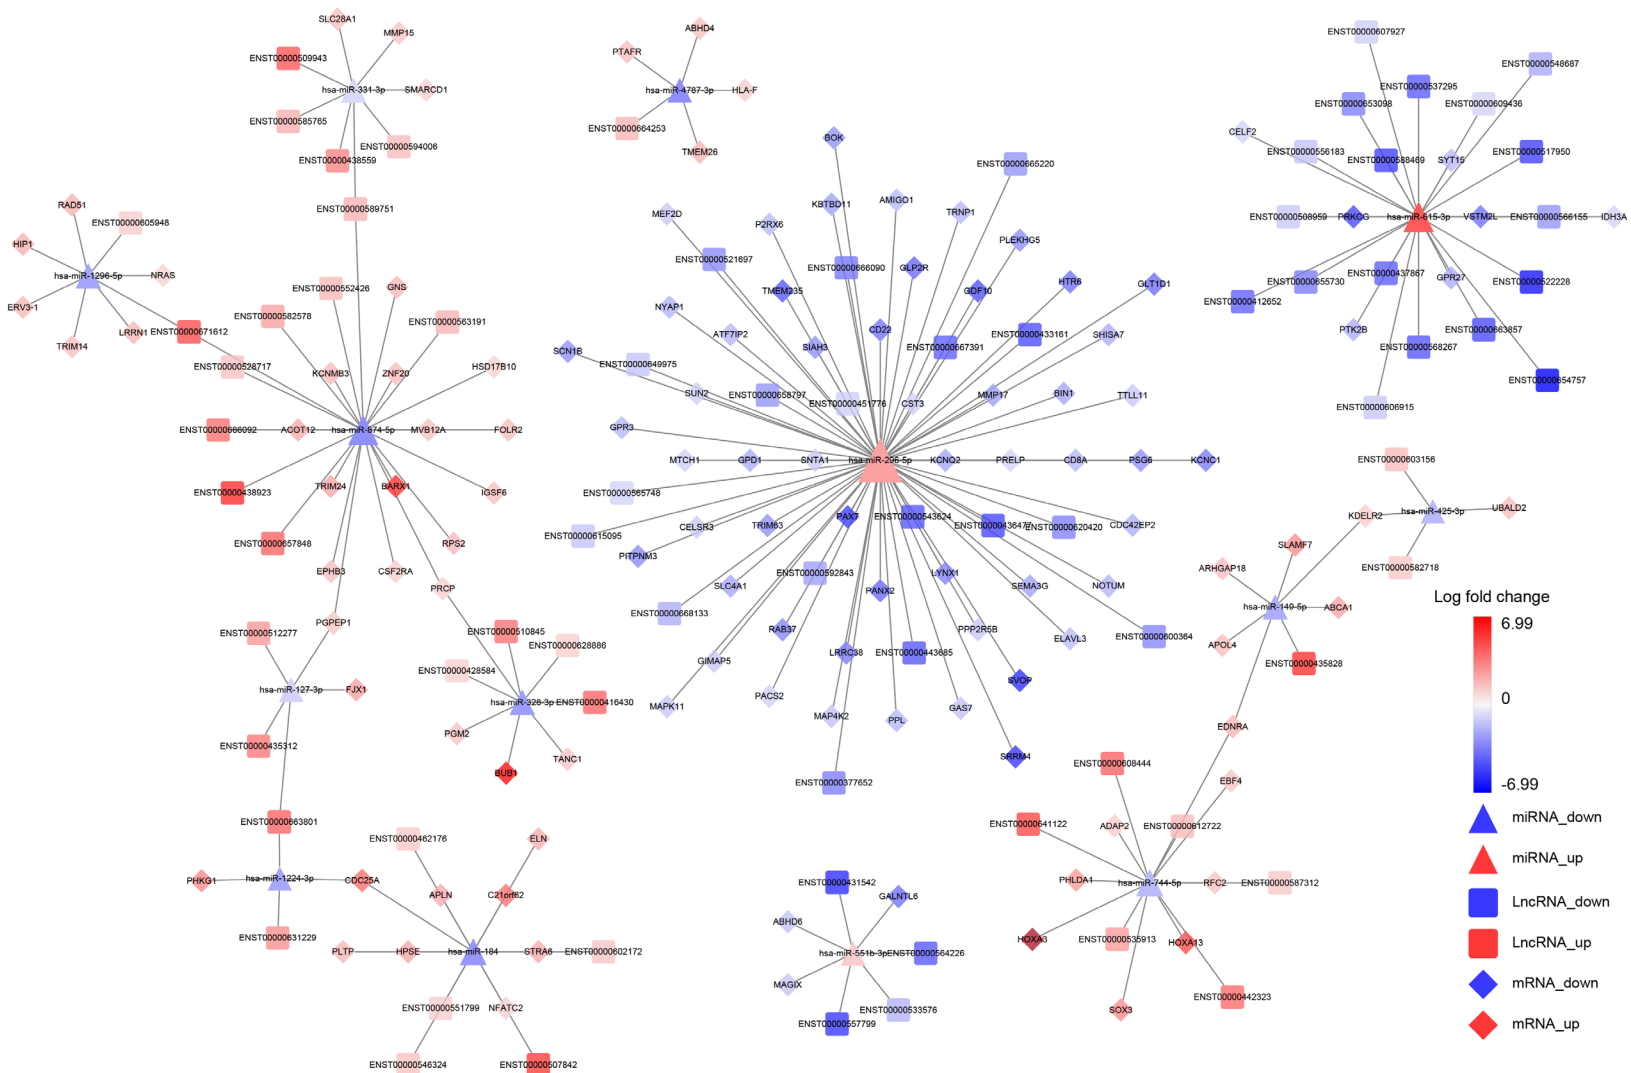 SLC28A1
MMP15
ENST00000509943
hsa-miR-331-3p
SMARCD1
ENST00000585765
ENST00000594006
ENST00000438559
ENST00000589751
RAD51
ENST00000605948
HIP1
hsa-miR-1296-5p
NRAS
ERV3-1
LRRN1
ENST00000671612
TRIM14
ENST00000552426
GNS
ENST00000582578
ENST00000563191
ENST00000528717
KCNMB3
ZNF20
HSD17B10
ENST00000666092
ACOT12
hsa-miR-874-5p
MVB12A
FOLR2
ENST00000438923
TRIM24
BARX1
IGSF6
ENST00000657848
RPS2
EPHB3
CSF2RA
PRCP
PGPEP1
ENST00000512277
hsa-miR-127-3p
FJX1
ENST00000435312
ENST00000510845
ENST00000628886
ENST00000428584
hsa-miR-328-3p
ENST00000416430
PGM2
TANC1
BUB1
ENST00000663801
PHKG1
hsa-miR-1224-3p
CDC25A
ENST00000631229
ENST00000462176
ELN
APLN
C21orf62
PLTP
HPSE
hsa-miR-184
STRA6
ENST00000602172
ENST00000551799
NFATC2
ENST00000546324
ENST00000507842
ABHD4
PTAFR
hsa-miR-4787-3p
HLA-F
ENST00000664253
TMEM26
BOK
ENST00000665220
MEF2D
KBTBD11
AMIGO1
TRNP1
P2RX6
PLEKHG5
ENST00000521697
ENST00000666090
GLP2R
TMEM235
GDF10
HTR6
GLT1D1
NYAP1
ATF7IP2
SIAH3
CD22
ENST00000667391
ENST00000433161
SHISA7
SCN1B
ENST00000649975
SUN2
ENST00000658797
ENST00000451776
CST3
MMP17
BIN1
TTLL11
GPR3
MTCH1
GPD1
SNTA1
hsa-miR-296-5p
KCNQ2
PRELP
CD8A
PSG6
KCNC1
ENST00000565748
ENST00000615095
CELSR3
TRIM63
PAX7
ENST00000543624
ENST0000043647
ENST00000620420
CDC42EP2
PITPNM3
SLC4A1
ENST00000592843
PANX2
LYNX1
SEMA3G
NOTUM
ENST00000668133
RAB37
LRRC38
ENST00000443685
PPP2R5B
ELAVL3
ENST00000600364
GIMAP5
SVOP
MAPK11
PACS2
MAP4K2
PPL
GAS7
SRRM4
ENST00000377652
ENST00000431542
GALNTL6
ABHD6
hsa-miR-551b-3p
ENST00000564226
MAGIX
ENST00000533576
ENST00000557799
ENST00000607927
ENST00000548687
ENST00000537295
ENST00000653098
ENST00000609436
CELF2
ENST00000556183
ENST00000588469
SYT15
ENST00000517950
ENST00000508959
PRKCG
hsa-miR-615-3p
VSTM2L
ENST00000566155
IDH3A
ENST00000655730
ENST00000437867
GPR27
ENST00000522228
ENST00000412652
PTK2B
ENST00000663857
ENST00000568267
ENST00000654757
ENST00000606915
ENST00000603156
KDELR2
hsa-miR-425-3p
UBALD2
SLAMF7
ARHGAP18
ENST00000582718
hsa-miR-149-5p
ABCA1
APOL4
ENST00000435828
EDNRA
ENST00000608444
EBF4
ENST00000641122
ADAP2
ENST00000612722
PHLDA1
hsa-miR-744-5p
RFC2
ENST00000587312
HOXA3
ENST00000535913
HOXA13
SOX3
ENST00000442323
Log fold change
6.99
0
-6.99
miRNA_down
miRNA_up
LncRNA_down
LncRNA_up
mRNA_down
mRNA_up